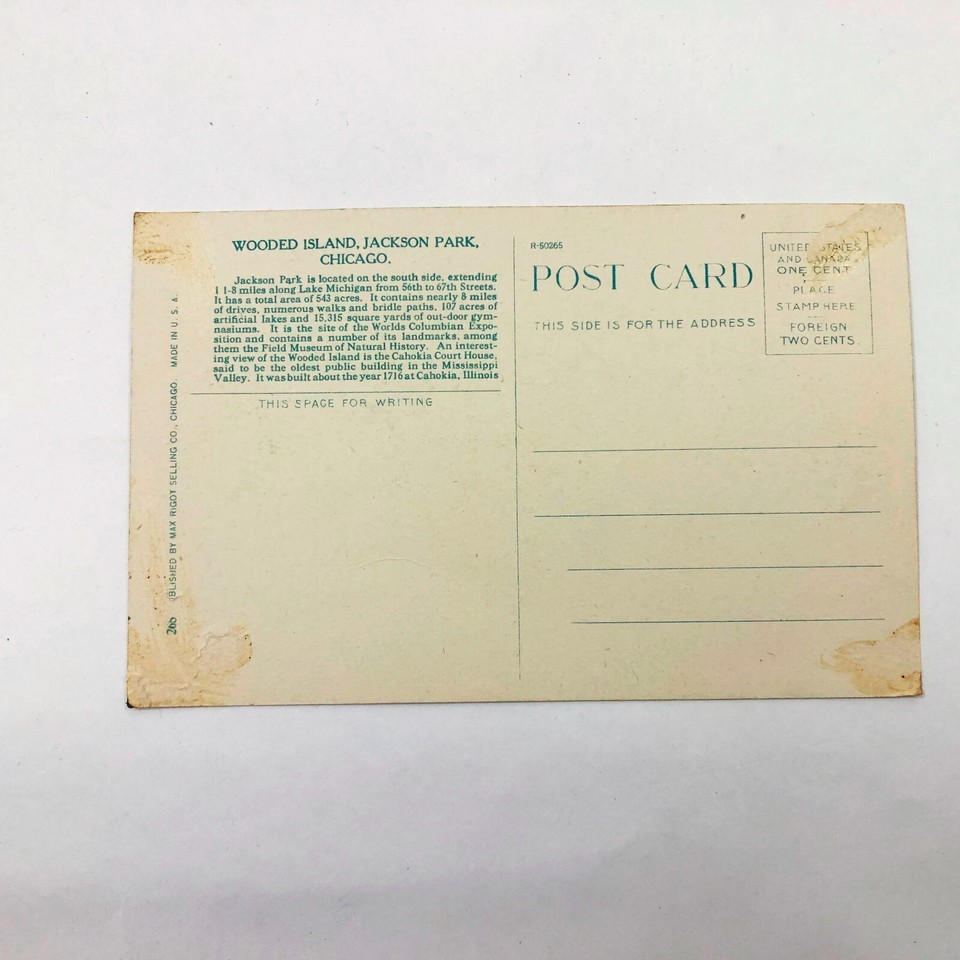 WOODED ISLAND, JACKSON PARK,
CHICAGO.
Jackson Park is located on the south side, extending
1 1-8 miles along Lake Michigan from 56th to 67th Streets.
It has a total area of 543 acres. It contains nearly 8 miles
of drives, numerous walks and bridle paths, 107 acres of
artificial lakes and 15,315 square yards of out-door gym-
nasiums. It is the site of the Worlds Columbian Expo-
sition and contains a number of its landmarks, among
them the Field Museum of Natural History. An interest-
ing view of the Wooded Island is the Cahokia Court House,
said to be the oldest public building in the Mississippi
Valley. It was built about the year 1716 at Cahokia, Illinois
THIS SPACE FOR WRITING
266 BLISHED BY MAX RIGOT SELLING CO., CHICAGO. MADE IN U. S. A.
R-50265
POST CARD
THIS SIDE IS FOR THE ADDRESS
UNITED STATES
AND CANADA
ONE CENT
PLACE
STAMP HERE
FOREIGN
TWO CENTS.